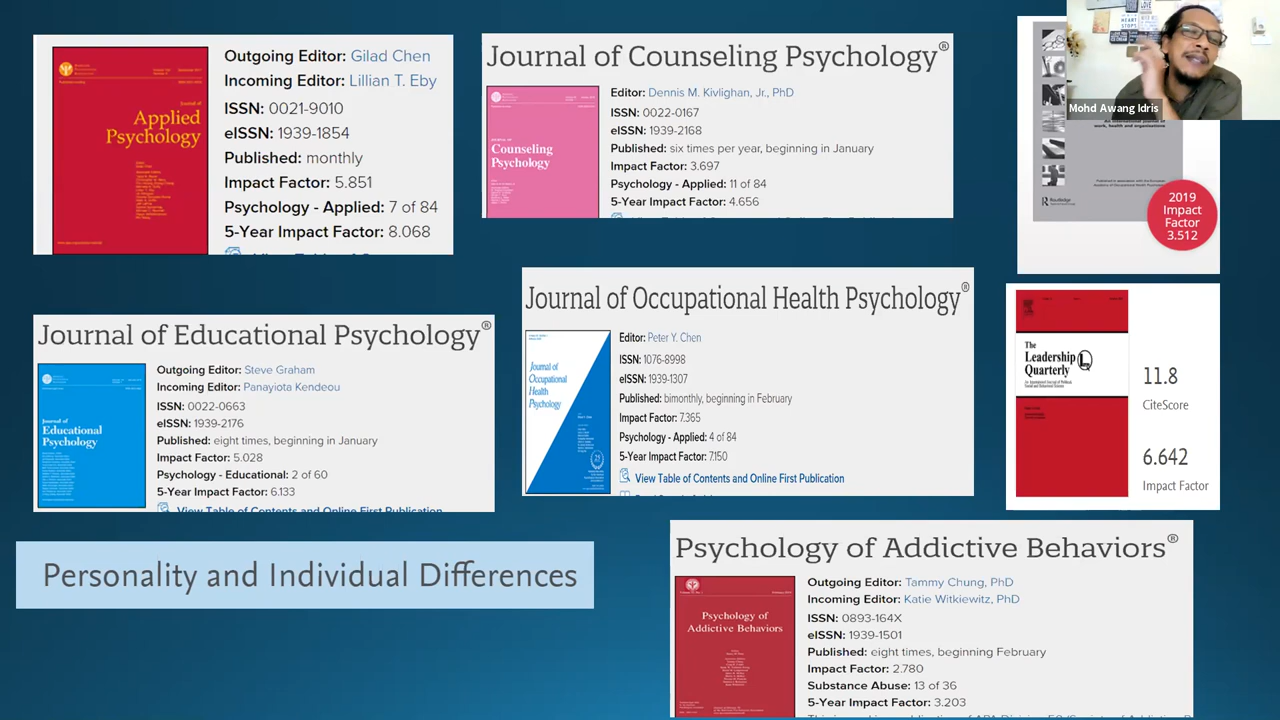 Outgoing Editor: Gilad Chen
Incoming Editor: Lillian T. Eby
ISSN: 0021-9010
eISSN: 1939-1854
Published: monthly
Impact Factor: 5.851
Psychology - Applied: 7 of 84
5-Year Impact Factor: 8.068
Journal of
Applied
Psychology
Journal of Counseling Psychology®
Editor: Dennis M. Kivlighan, Jr., PhD
ISSN: 0022-0167
eISSN: 1939-2168
Published: six times per year, beginning in January
Impact Factor: 3.697
Psychology - Applied: 11 of 84
5-Year Impact Factor: 4.656
Counseling
Psychology
Mohd Awang Idris
work, health and organisations
Routledge
2019
Impact
Factor
3.512
Journal of Educational Psychology®
Outgoing Editor: Steve Graham
Incoming Editor: Panayiota Kendeou
ISSN: 0022-0663
eISSN: 1939-2176
Published: eight times, beginning in January
Impact Factor: 5.028
Psychology - Educational: 2 of 60
5-Year Impact Factor: 6.133
View Table of Contents and Online First Publication
Journal of
Educational
Psychology
Journal of Occupational Health Psychology®
Editor: Peter Y. Chen
ISSN: 1076-8998
eISSN: 1939-1307
Published: bimonthly, beginning in February
Impact Factor: 7.365
Psychology - Applied: 4 of 84
5-Year Impact Factor: 7.150
View Table of Contents and Online First Publication
Journal of
Occupational
Health
Psychology
The
Leadership
Quarterly
11.8
CiteScore
6.642
Impact Factor
Personality and Individual Differences
Psychology of Addictive Behaviors®
Outgoing Editor: Tammy Chung, PhD
Incoming Editor: Katie Witkiewitz, PhD
ISSN: 0893-164X
eISSN: 1939-1501
Published: eight times, beginning February
Substance Abuse: 13 of 36
5-Year Impact Factor: 3.203
Psychology of
Addictive Behaviors